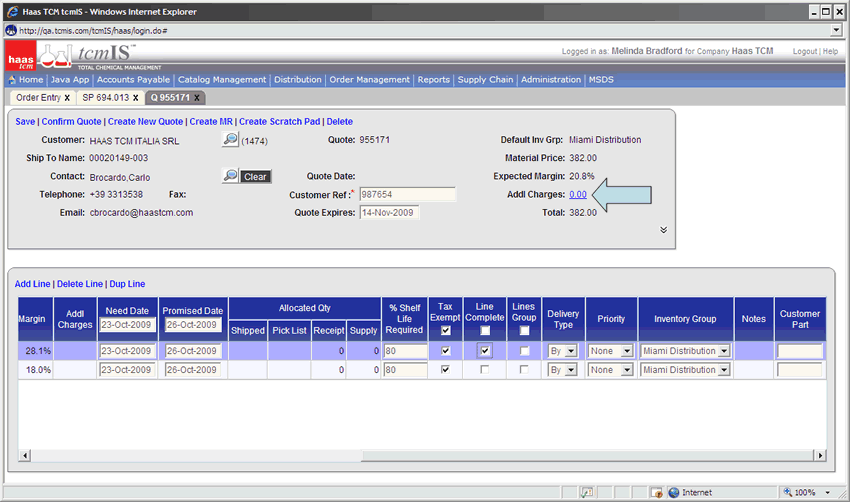 Haas TCM tcmIS - Windows Internet Explorer
http://qa.tcmis.com/tcmIS/haas/login.do#
haas tcm
tcmIS™
TOTAL CHEMICAL MANAGEMENT
Logged in as: Melinda Bradford for Company Haas TCM Logout | Help
Home | Java App | Accounts Payable | Catalog Management | Distribution | Order Management | Reports | Supply Chain | Administration | MSDS
Order Entry X SP 694.013 X Q 955171 X
Save | Confirm Quote | Create New Quote | Create MR | Create Scratch Pad | Delete
Customer: HAAS TCM ITALIA SRL (1474) Quote: 955171 Default Inv Grp: Miami Distribution
Ship To Name: 00020149-003 Material Price: 382.00
Contact: Brocardo,Carlo Clear Quote Date: Expected Margin: 20.8%
Telephone: +39 3313538 Fax: Customer Ref :* 987654 Addl Charges: 0.00
Email: cbrocardo@haastcm.com Quote Expires: 14-Nov-2009 Total: 382.00
Add Line | Delete Line | Dup Line
Margin Addl Charges Need Date 23-Oct-2009 Promised Date 26-Oct-2009 Allocated Qty Shipped Pick List Receipt Supply % Shelf Life Required Tax Exempt Line Complete Lines Group Delivery Type Priority Inventory Group Notes Customer Part
28.1% 23-Oct-2009 26-Oct-2009 0 0 80 By None Miami Distribution
18.0% 23-Oct-2009 26-Oct-2009 0 0 80 By None Miami Distribution
Internet 100%